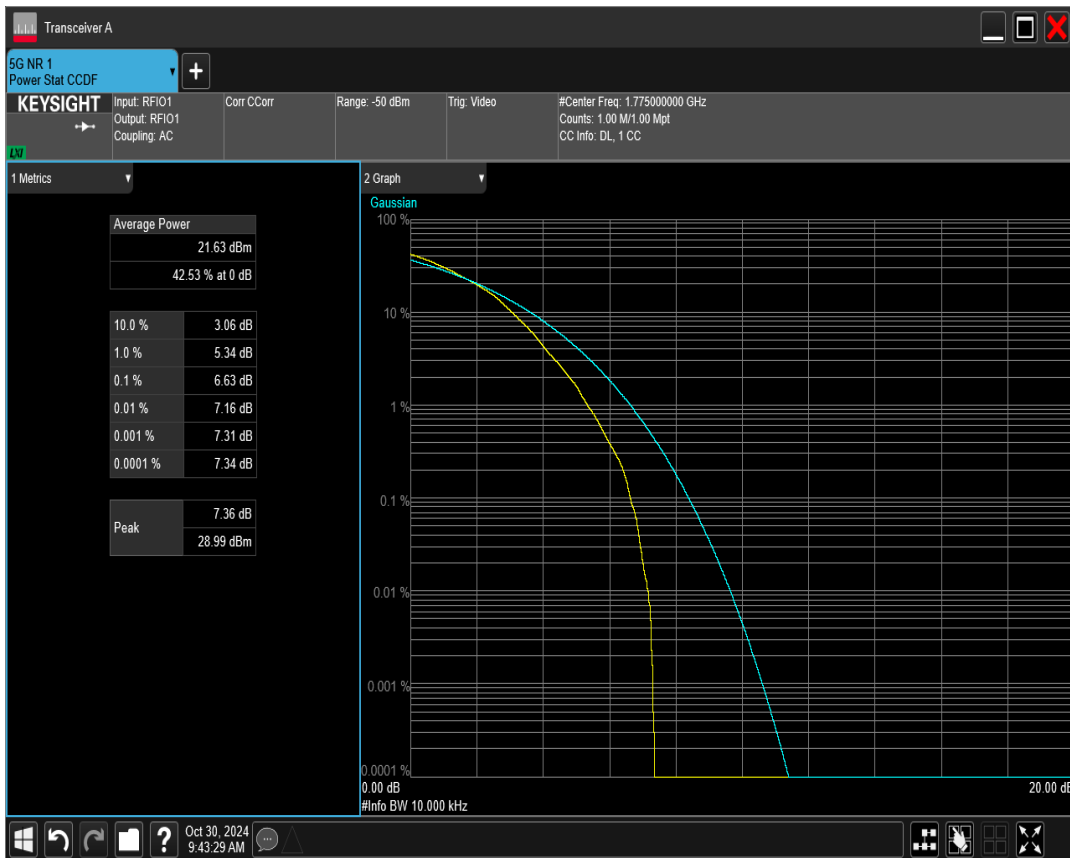 Transceiver A
5G NR 1
Power Stat CCDF
KEYSIGHT
LXI
Input: RFIO1
Output: RFIO1
Coupling: AC
Corr CCorr
Range: -50 dBm
Trig: Video
#Center Freq: 1.775000000 GHz
Counts: 1.00 M/1.00 Mpt
CC Info: DL, 1 CC
1 Metrics
Average Power
21.63 dBm
42.53 % at 0 dB
10.0 % 3.06 dB
1.0 % 5.34 dB
0.1 % 6.63 dB
0.01 % 7.16 dB
0.001 % 7.31 dB
0.0001 % 7.34 dB
Peak 7.36 dB
28.99 dBm
2 Graph
Gaussian
100 %
10 %
1 %
0.1 %
0.01 %
0.001 %
0.0001 %
0.00 dB 20.00 dB
#Info BW 10.000 kHz
? Oct 30, 2024
9:43:29 AM